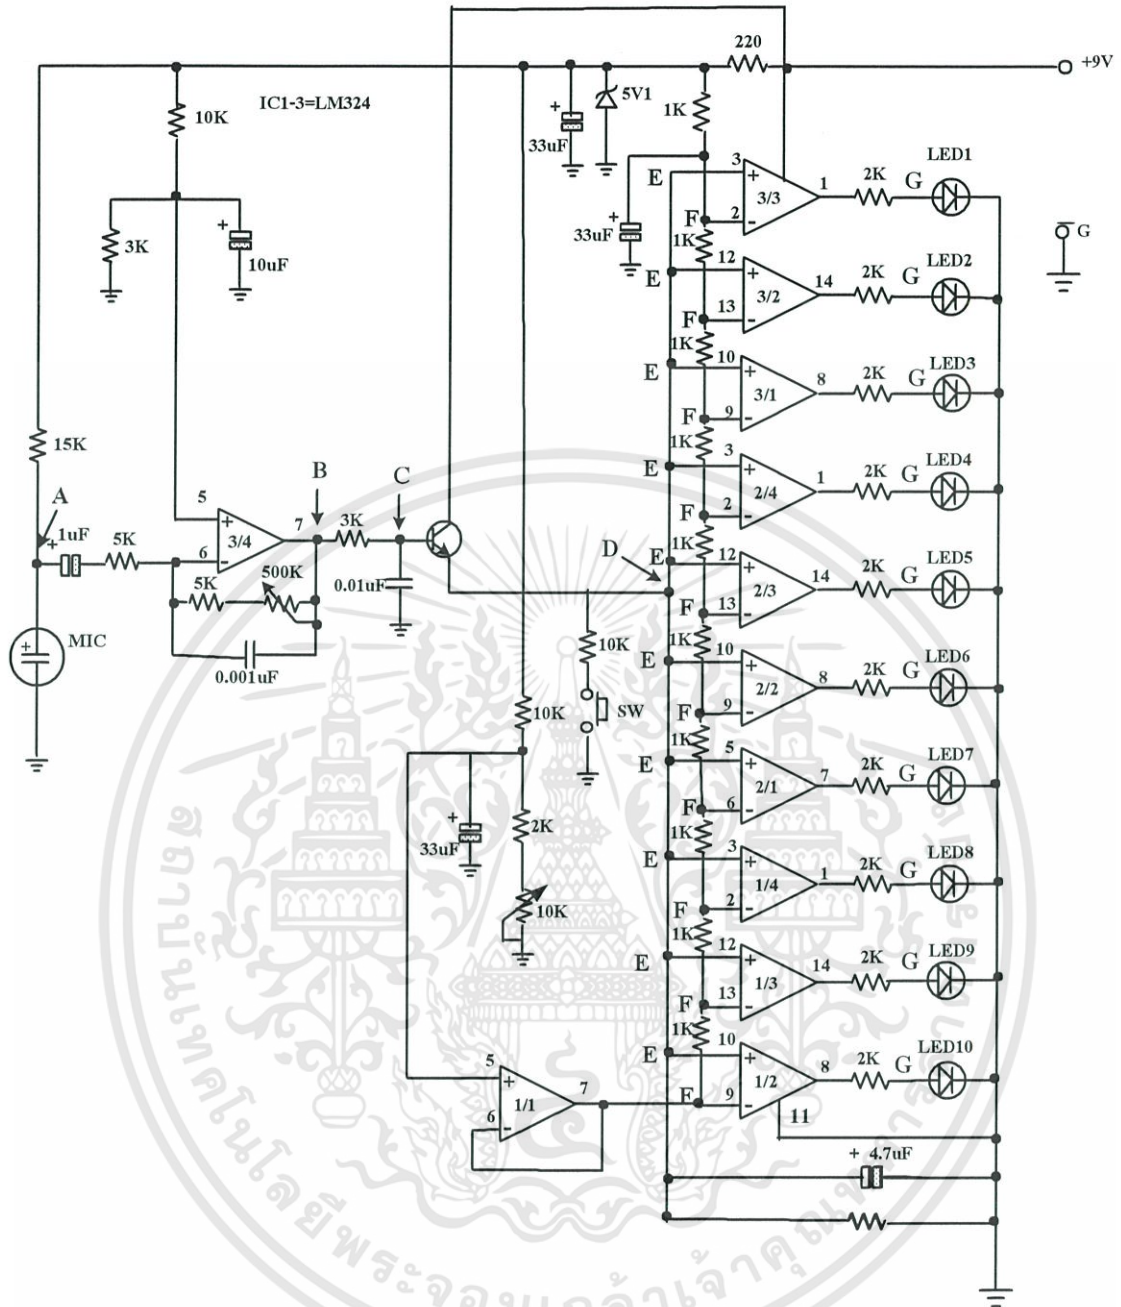 220
+9V
IC1-3=LM324
10K
+
33uF
5V1
1K
3K
+
10uF
+
33uF
E
3
+
3/3
1
2K
G
LED1
F
2
-
1K
G
E
12
+
3/2
14
2K
G
LED2
F
13
-
1K
E
10
+
3/1
8
2K
G
LED3
F
9
-
1K
15K
E
3
+
2/4
1
2K
G
LED4
F
2
-
1K
A
+
1uF
5K
5
+
3/4
7
6
-
B
3K
C
0.01uF
5K
500K
0.001uF
+
MIC
D
E
12
+
2/3
14
2K
G
LED5
F
13
-
1K
10K
SW
E
10
+
2/2
8
2K
G
LED6
F
9
-
1K
10K
E
5
+
2/1
7
2K
G
LED7
F
6
-
1K
+
33uF
2K
10K
E
3
+
1/4
1
2K
G
LED8
F
2
-
1K
E
12
+
1/3
14
2K
G
LED9
F
13
-
1K
5
+
1/1
7
6
-
E
10
+
1/2
8
2K
G
LED10
F
9
-
11
+ 4.7uF